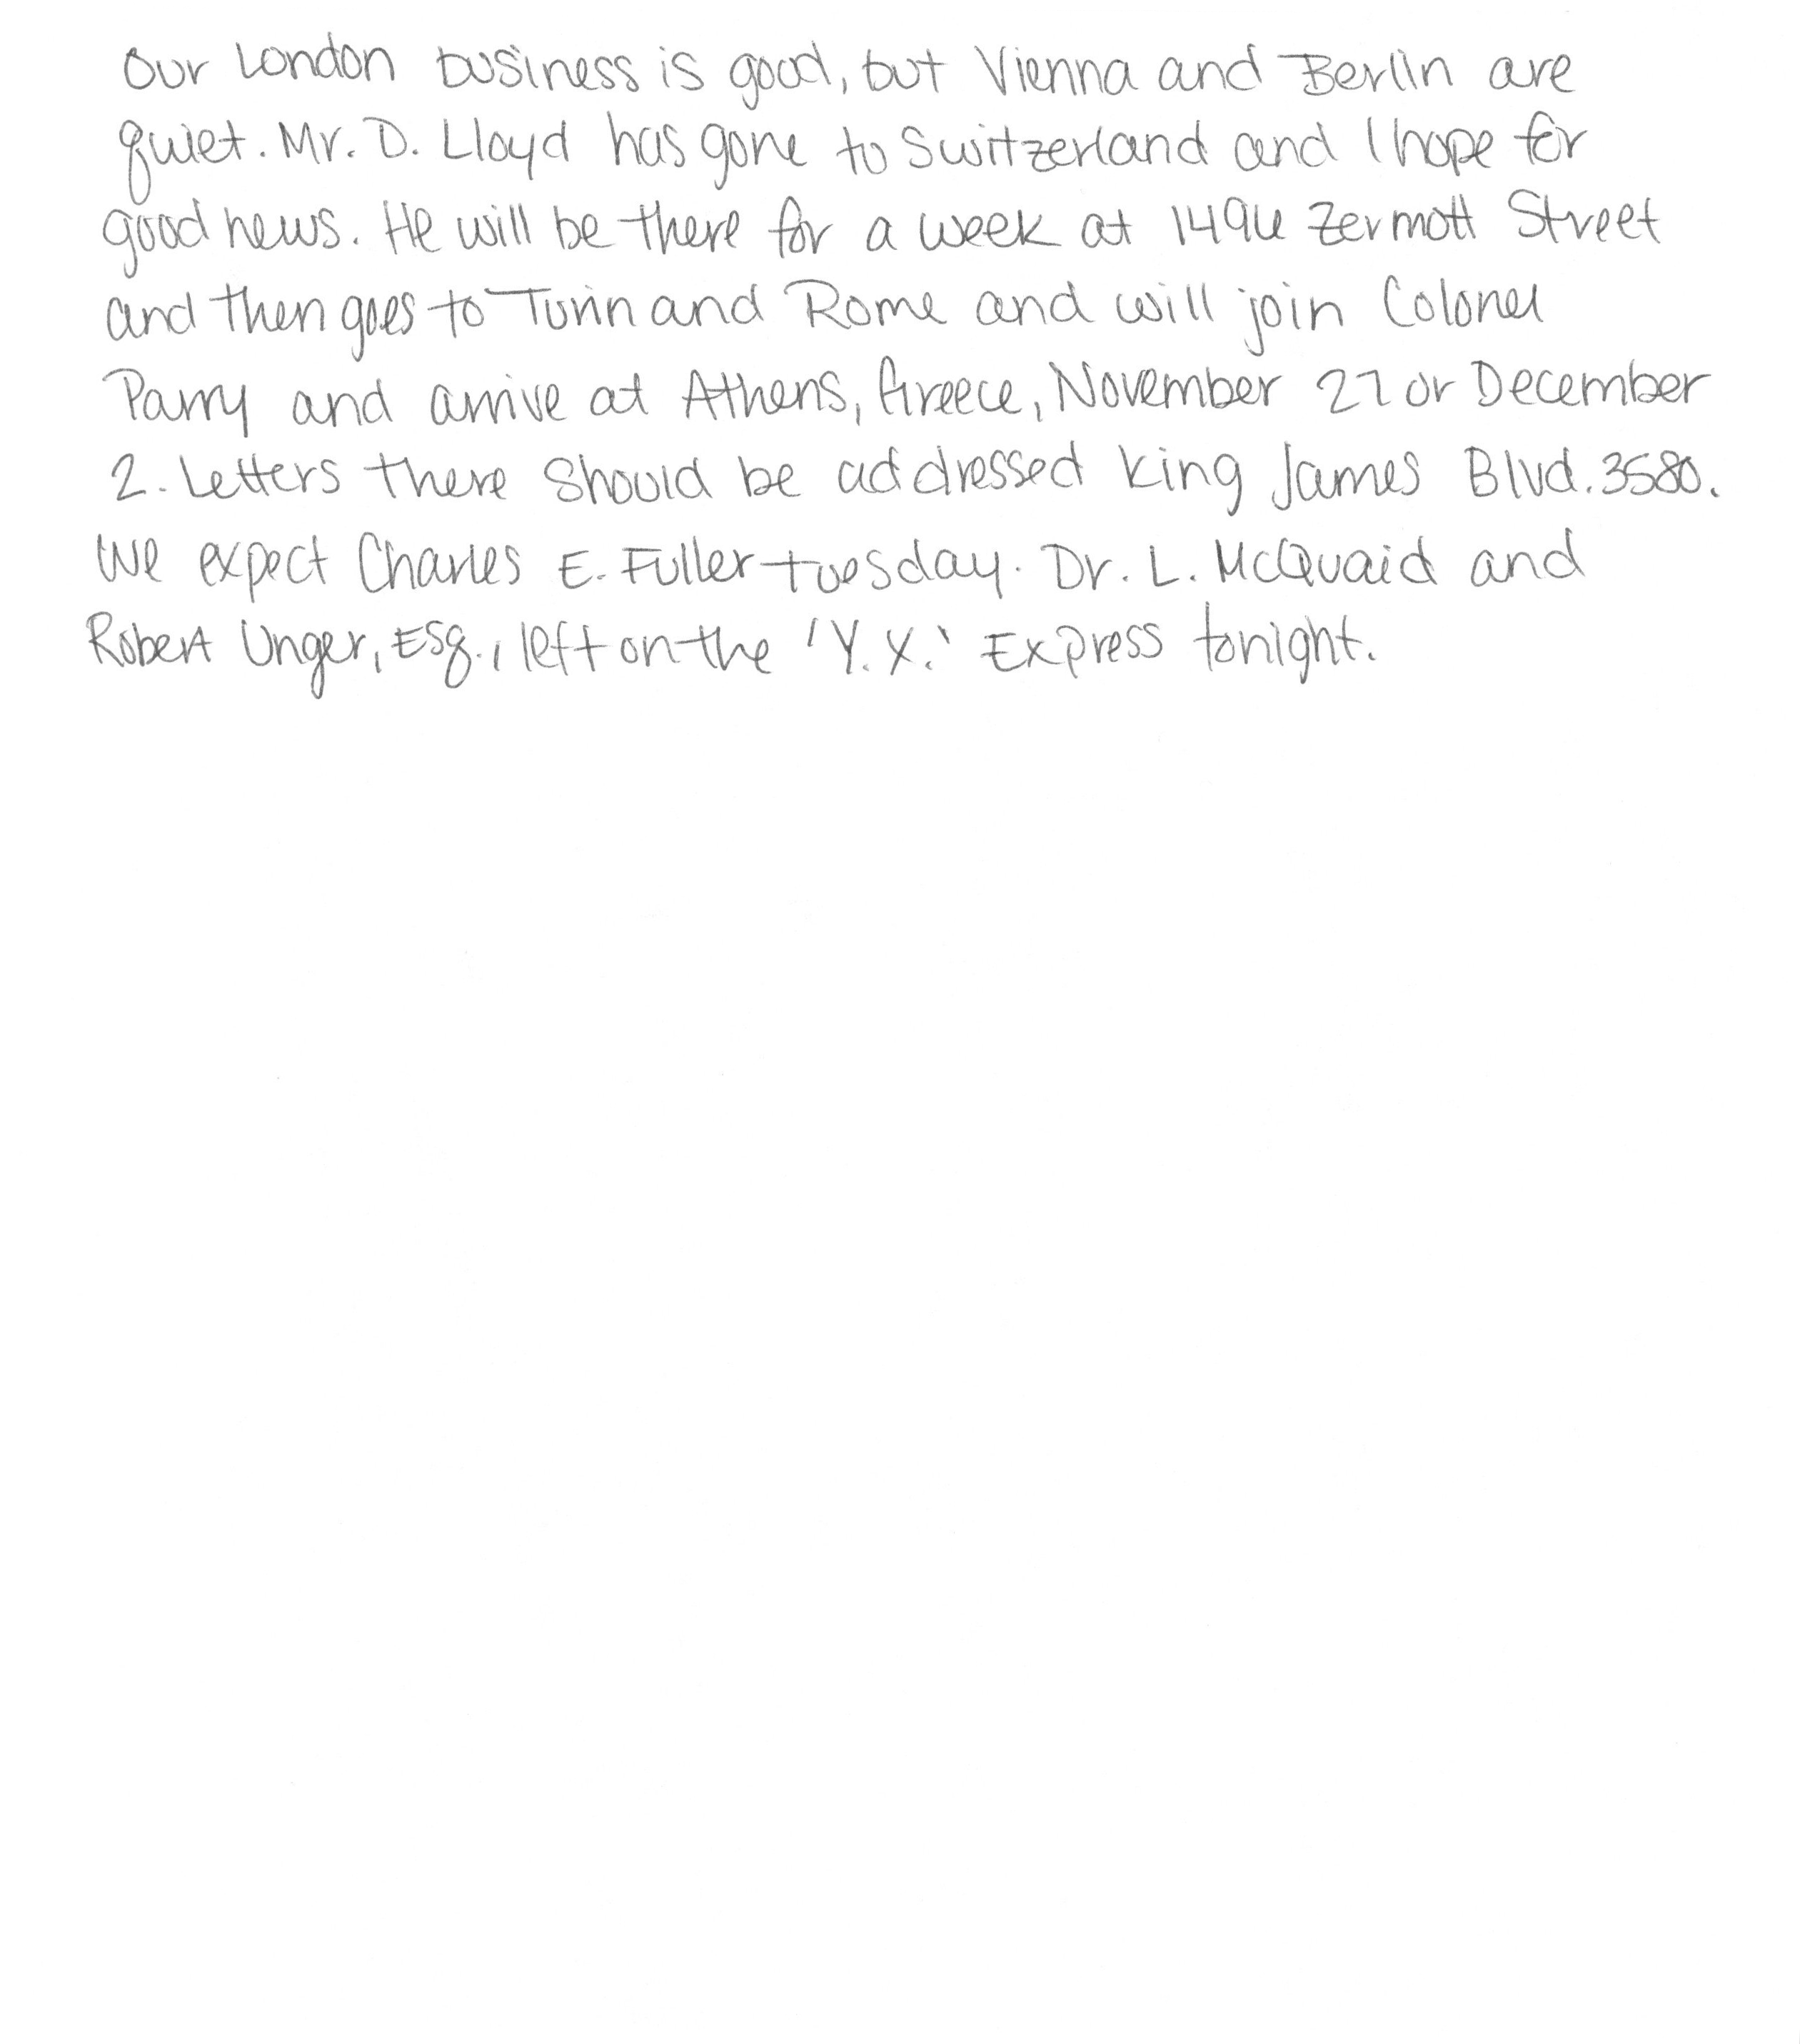 Our London business is good, but Vienna and Berlin are
quiet. Mr. D. Lloyd has gone to Switzerland and I hope for
good news. He will be there for a week at 1496 Zermott Street
and then goes to Turin and Rome and will join Colonel
Parry and arrive at Athens, Greece, November 27 or December
2. Letters there should be addressed King James Blvd. 3580.
We expect Charles E. Fuller tuesday. Dr. L. McQuaid and
Robert Unger, Esq., left on the 'Y.X.' Express tonight.